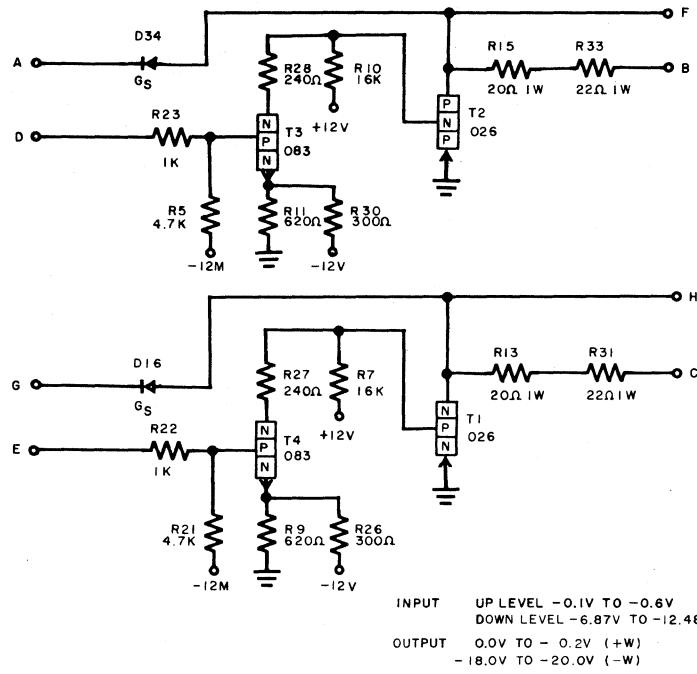 F
D34
A
GS
R28
240Ω
R10
16K
+12V
R15
20Ω 1W
R33
22Ω 1W
B
P
N
P
T2
026
R23
D
1K
N
P
N
T3
083
R5
4.7K
-12M
R11
620Ω
R30
300Ω
-12V
H
D16
G
GS
R27
240Ω
R7
16K
+12V
R13
20Ω 1W
R31
22Ω 1W
C
N
P
N
T1
026
R22
E
1K
N
P
N
T4
083
R21
4.7K
-12M
R9
620Ω
R26
300Ω
-12V
INPUT UP LEVEL -0.1V TO -0.6V
DOWN LEVEL -6.87V TO -12.48
OUTPUT 0.0V TO - 0.2V (+W)
-18.0V TO -20.0V (-W)